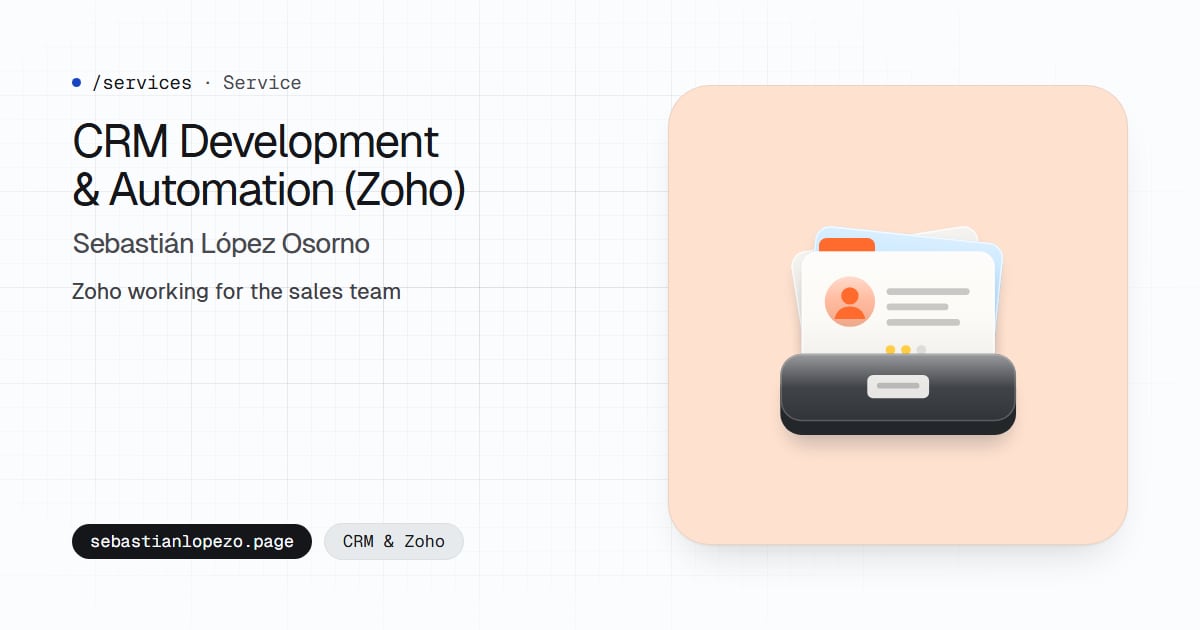 /services · Service
CRM Development
& Automation (Zoho)
Sebastián López Osorno
Zoho working for the sales team
sebastianlopezo.page
CRM & Zoho